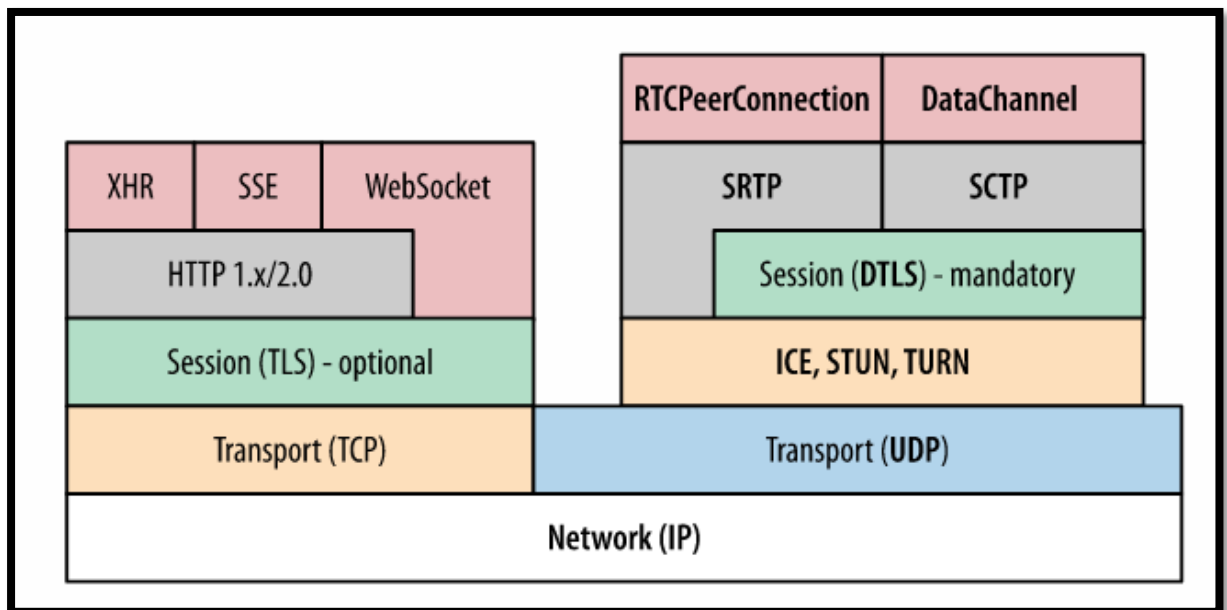 RTCPeerConnection DataChannel
XHR SSE WebSocket SRTP SCTP
HTTP 1.x/2.0 Session (DTLS) - mandatory
Session (TLS) - optional ICE, STUN, TURN
Transport (TCP) Transport (UDP)
Network (IP)